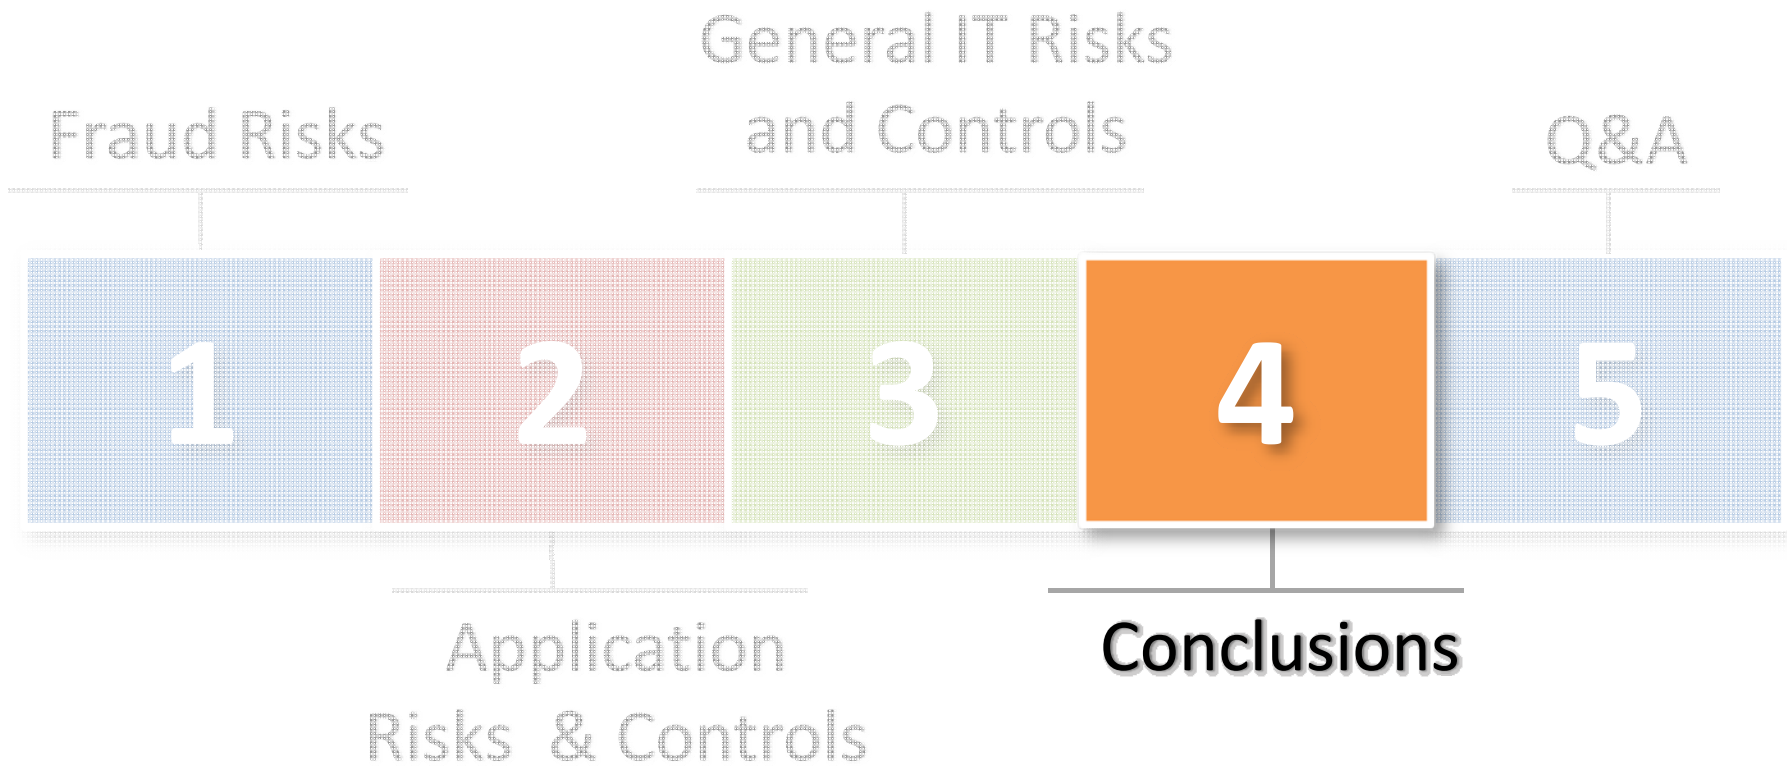 General IT Risks
and Controls
Fraud Risks
Q&A
1
2
3
4
5
Application
Risks & Controls
Conclusions